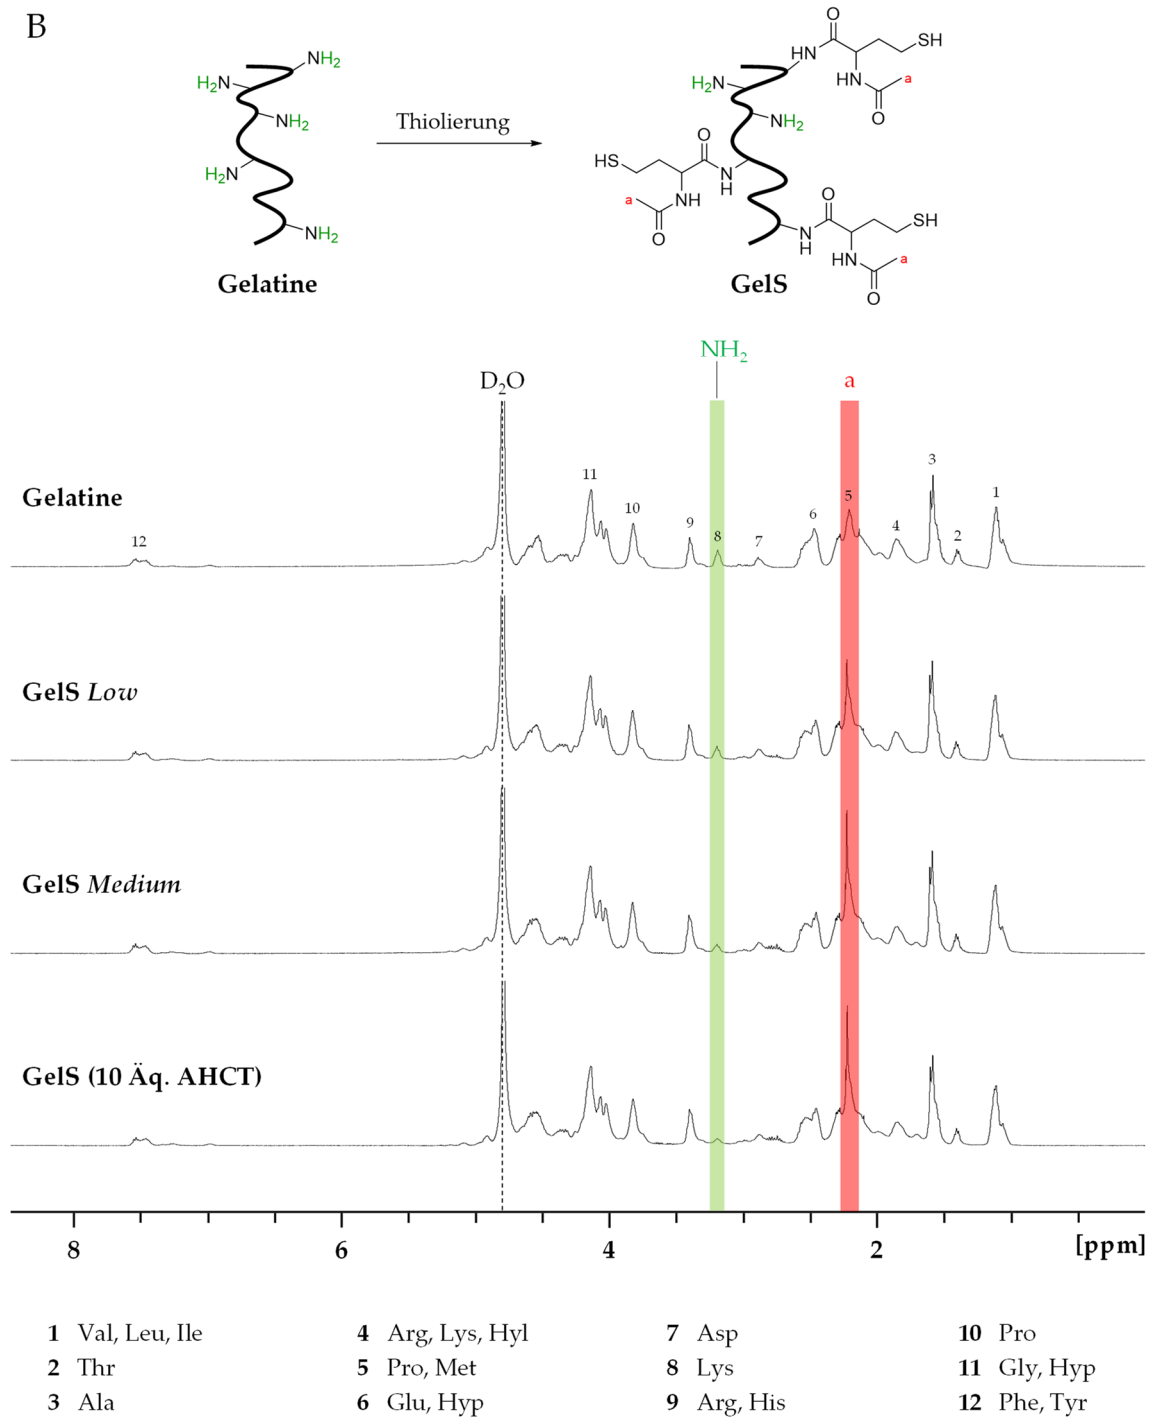 B
NH2
H2N
NH2
H2N
NH2
Gelatine
Thiolierung
O
SH
HN
HN
a
O
H2N
NH2
O
HS
N
H
NH
a
O
O
SH
N
H
HN
a
O
GelS
NH2
D2O
a
Gelatine
12
11
10
9
8
7
6
5
4
3
2
1
GelS Low
GelS Medium
GelS (10 Äq. AHCT)
8
6
4
2
[ppm]
1 Val, Leu, Ile
4 Arg, Lys, Hyl
7 Asp
10 Pro
2 Thr
5 Pro, Met
8 Lys
11 Gly, Hyp
3 Ala
6 Glu, Hyp
9 Arg, His
12 Phe, Tyr